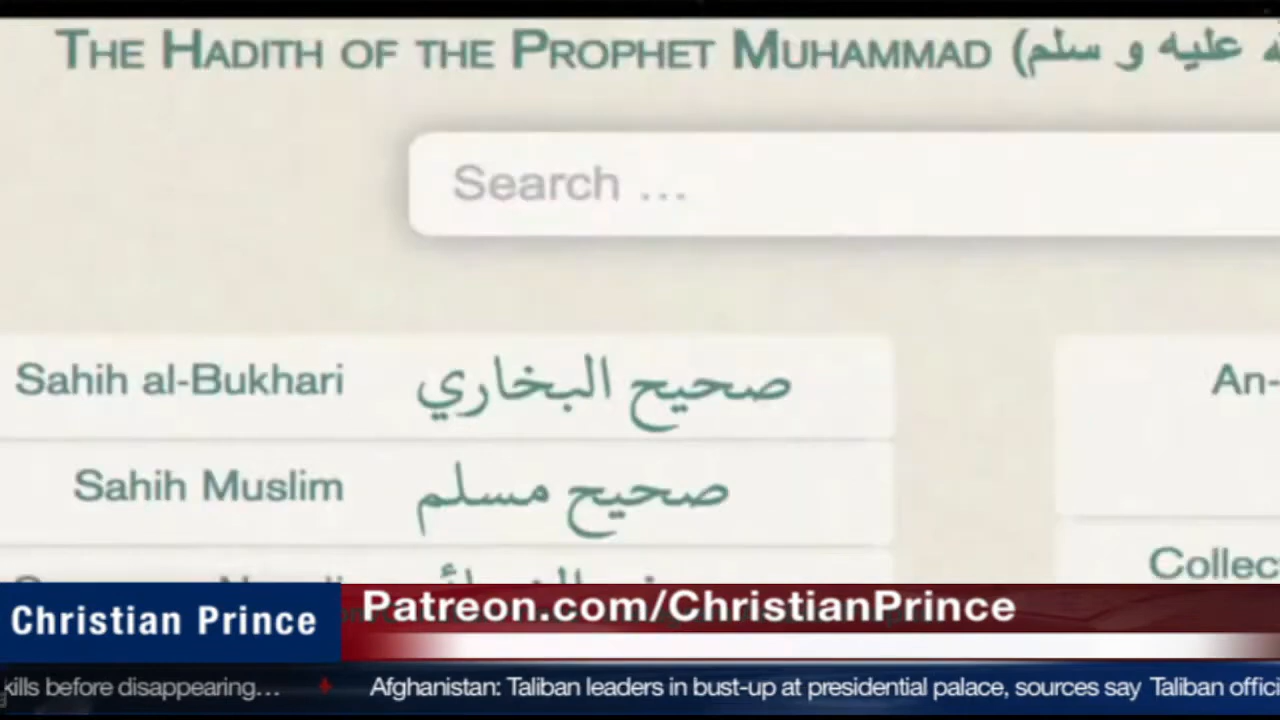 THE HADITH OF THE PROPHET MUHAMMAD (ه عليه و سلم
Search ...
Sahih al-Bukhari صحيح البخاري
An-
Sahih Muslim صحيح مسلم
Collec
Christian Prince
Patreon.com/ChristianPrince
kills before disappearing... Afghanistan: Taliban leaders in bust-up at presidential palace, sources say Taliban offici